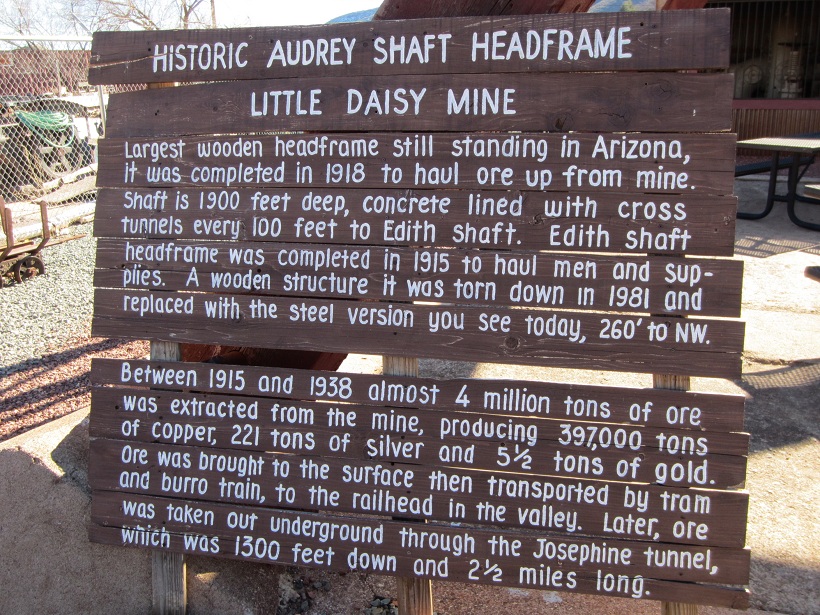 HISTORIC AUDREY SHAFT HEADFRAME
LITTLE DAISY MINE
Largest wooden headframe still standing in Arizona,
it was completed in 1918 to haul ore up from mine.
Shaft is 1900 feet deep, concrete lined with cross
tunnels every 100 feet to Edith shaft. Edith shaft
headframe was completed in 1915 to haul men and sup-
plies. A wooden structure it was torn down in 1981 and
replaced with the steel version you see today, 260' to NW.
Between 1915 and 1938 almost 4 million tons of ore
was extracted from the mine, producing 397,000 tons
of copper, 221 tons of silver and 5½ tons of gold.
Ore was brought to the surface then transported by tram
and burro train, to the railhead in the valley. Later, ore
was taken out underground through the Josephine tunnel,
which was 1300 feet down and 2½ miles long.